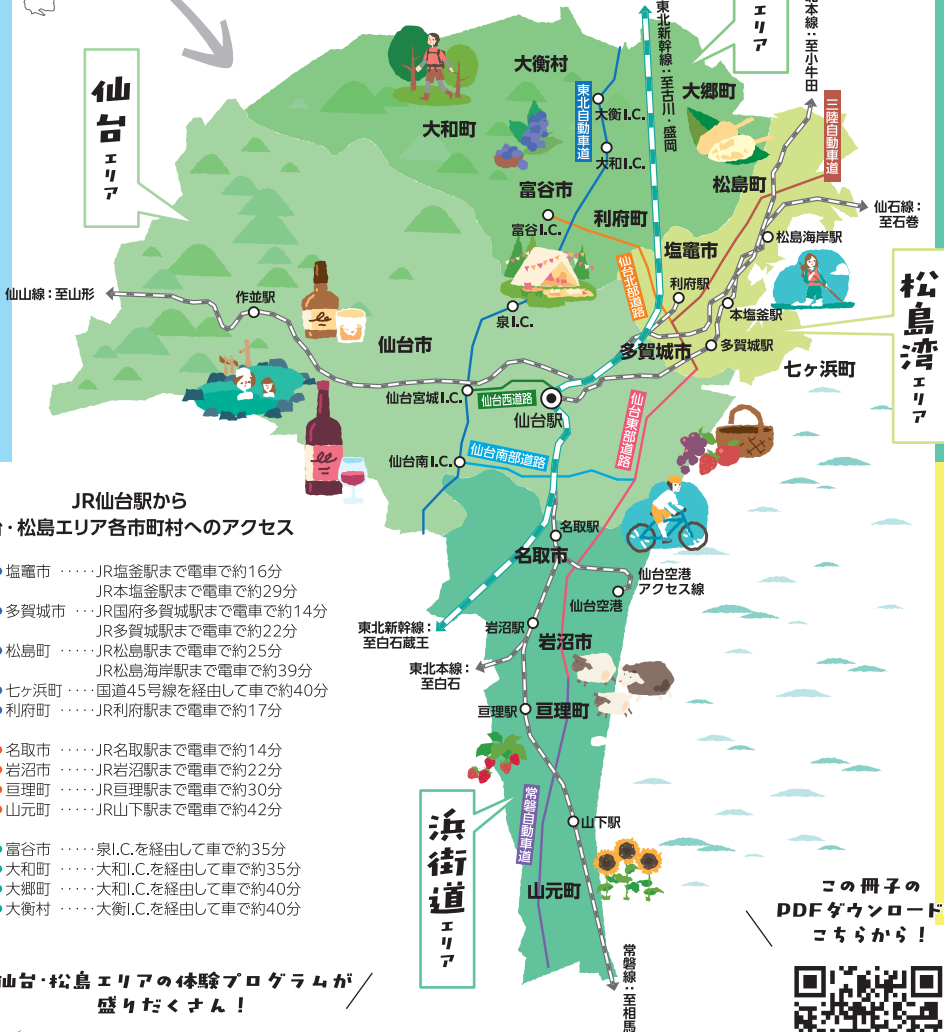 エリア
東北新幹線：至古川・盛岡
本線：至小牛田
仙台エリア
大衡村
大郷町
東北自動車道
大衡I.C.
大和町
大和I.C.
三陸自動車道
松島町
富谷市
利府町
仙石線：
至石巻
富谷I.C.
塩竈市
松島海岸駅
仙台北部道路
利府駅
松島湾エリア
仙山線：至山形
作並駅
本塩釜駅
泉I.C.
仙台市
多賀城市
多賀城駅
七ヶ浜町
仙台宮城I.C.
仙台西道路
仙台駅
仙台東部道路
仙台南I.C.
仙台南部道路
JR仙台駅から
・松島エリア各市町村へのアクセス
塩竈市 ‥‥‥JR塩釜駅まで電車で約16分
JR本塩釜駅まで電車で約29分
多賀城市 ‥‥JR国府多賀城駅まで電車で約14分
JR多賀城駅まで電車で約22分
松島町 ‥‥‥JR松島駅まで電車で約25分
JR松島海岸駅まで電車で約39分
七ヶ浜町 ‥‥国道45号線を経由して車で約40分
利府町 ‥‥‥JR利府駅まで電車で約17分
名取市 ‥‥‥JR名取駅まで電車で約14分
岩沼市 ‥‥‥JR岩沼駅まで電車で約22分
亘理町 ‥‥‥JR亘理駅まで電車で約30分
山元町 ‥‥‥JR山下駅まで電車で約42分
富谷市 ‥‥‥泉I.C.を経由して車で約35分
大和町 ‥‥‥大和I.C.を経由して車で約35分
大郷町 ‥‥‥大和I.C.を経由して車で約40分
大衡村 ‥‥‥大衡I.C.を経由して車で約40分
名取駅
名取市
仙台空港
アクセス線
仙台空港
東北新幹線：
至白石蔵王
岩沼駅
岩沼市
東北本線：
至白石
亘理駅
亘理町
浜街道エリア
常磐自動車道
山下駅
山元町
常磐線：至相馬
この冊子の
PDFダウンロード
こちらから！
仙台・松島エリアの体験プログラムが
盛りだくさん！